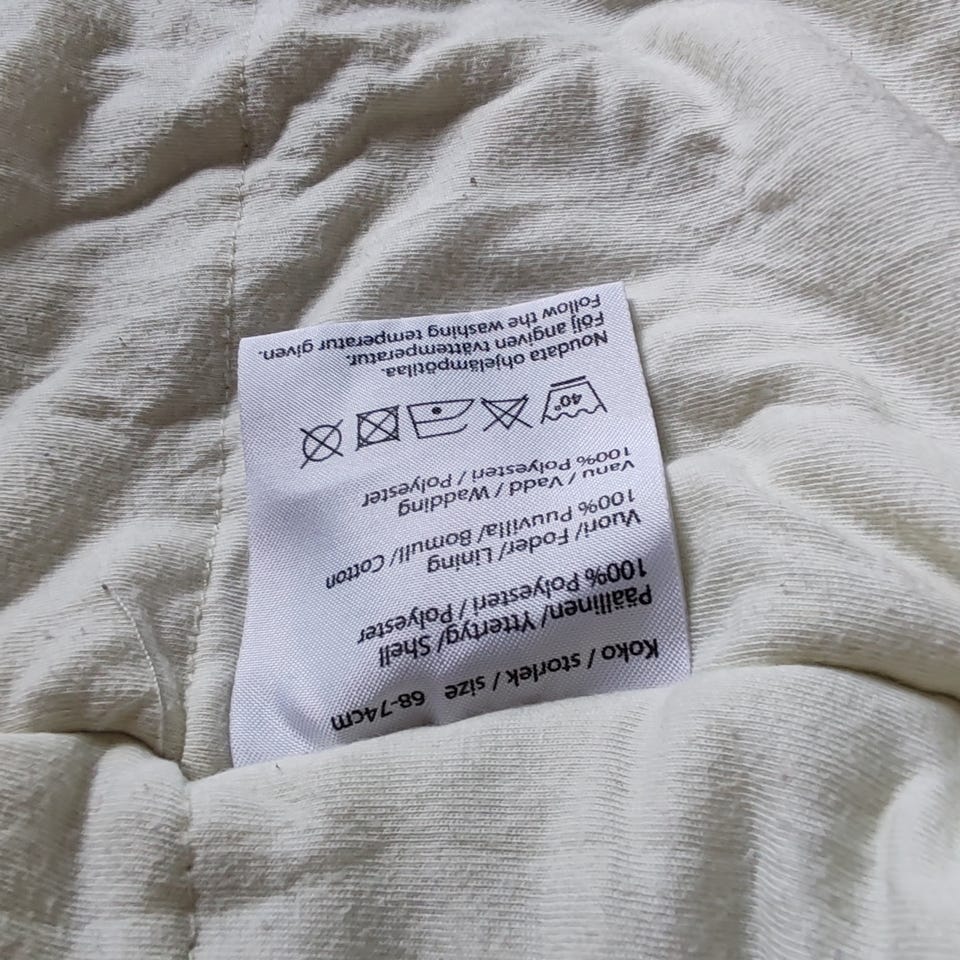 Koko / storlek / size 68-74cm
Päällinen/ Yttertyg/ Shell
100% Polyesteri / Polyester
Vuori/ Foder/ Lining
100% Puuvilla/ Bomull/ Cotton
Vanu / Vadd / Wadding
100% Polyesteri / Polyester
40°
Noudata ohjelämpötilaa.
Följ angiven tvättemperatur.
Follow the washing temperatur given.